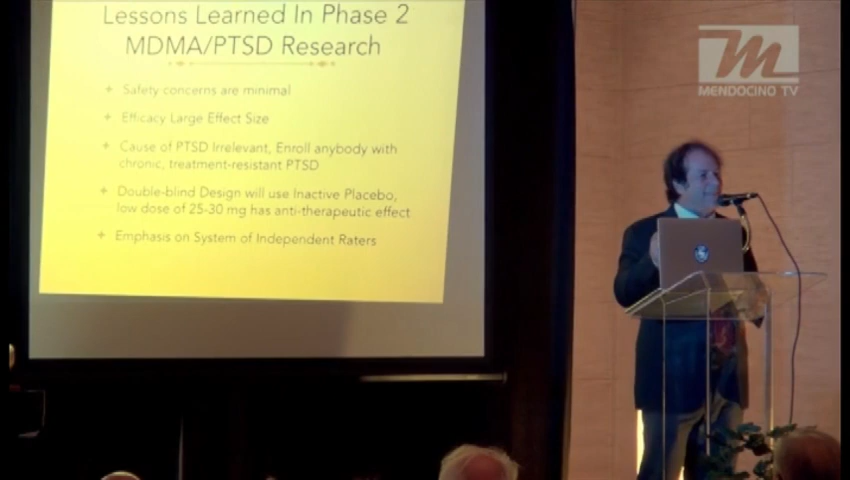 Lessons Learned In Phase 2
MDMA/PTSD Research
+ Safety concerns are minimal
+ Efficacy Large Effect Size
+ Cause of PTSD Irrelevant, Enroll anybody with
chronic, treatment-resistant PTSD
+ Double-blind Design will use Inactive Placebo,
low dose of 25-30 mg has anti-therapeutic effect
+ Emphasis on System of Independent Raters
M
MENDOCINO TV